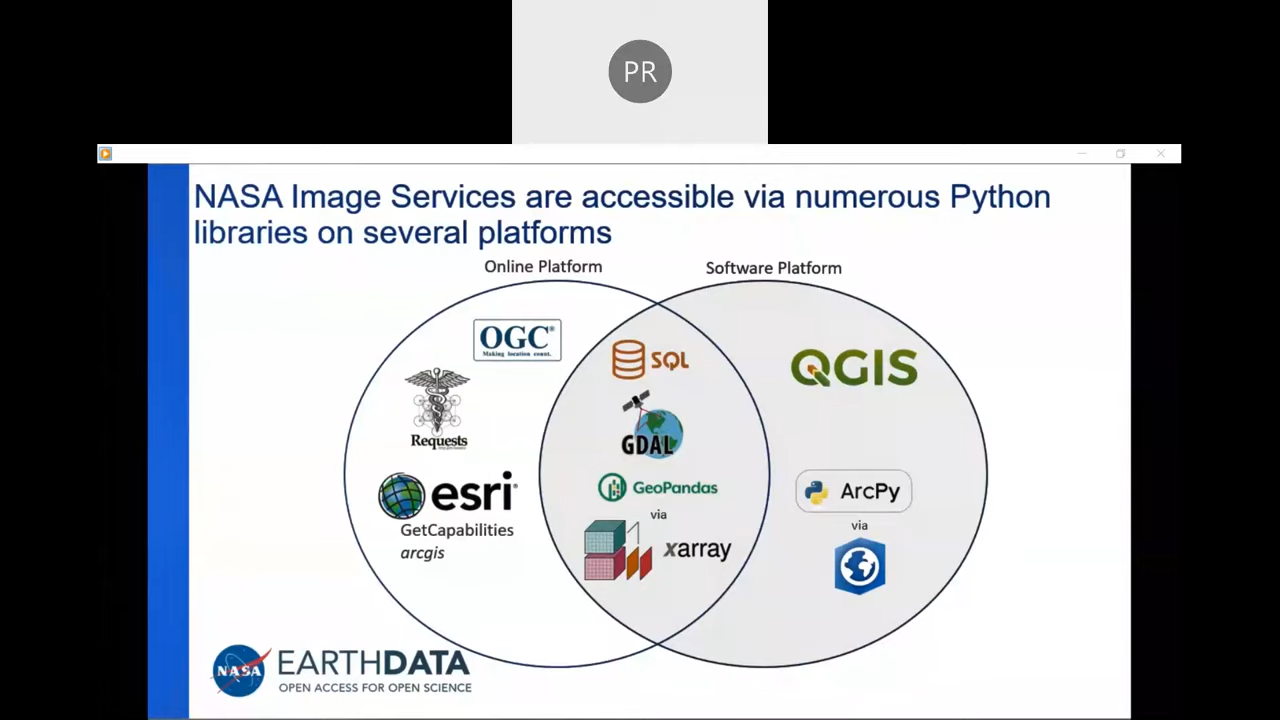 PR
NASA Image Services are accessible via numerous Python
libraries on several platforms
Online Platform
Software Platform
OGC®
Making location count.
SQL
QGIS
Requests
GDAL
esri
GetCapabilities
arcgis
GeoPandas
via
xarray
ArcPy
via
NASA
EARTHDATA
OPEN ACCESS FOR OPEN SCIENCE